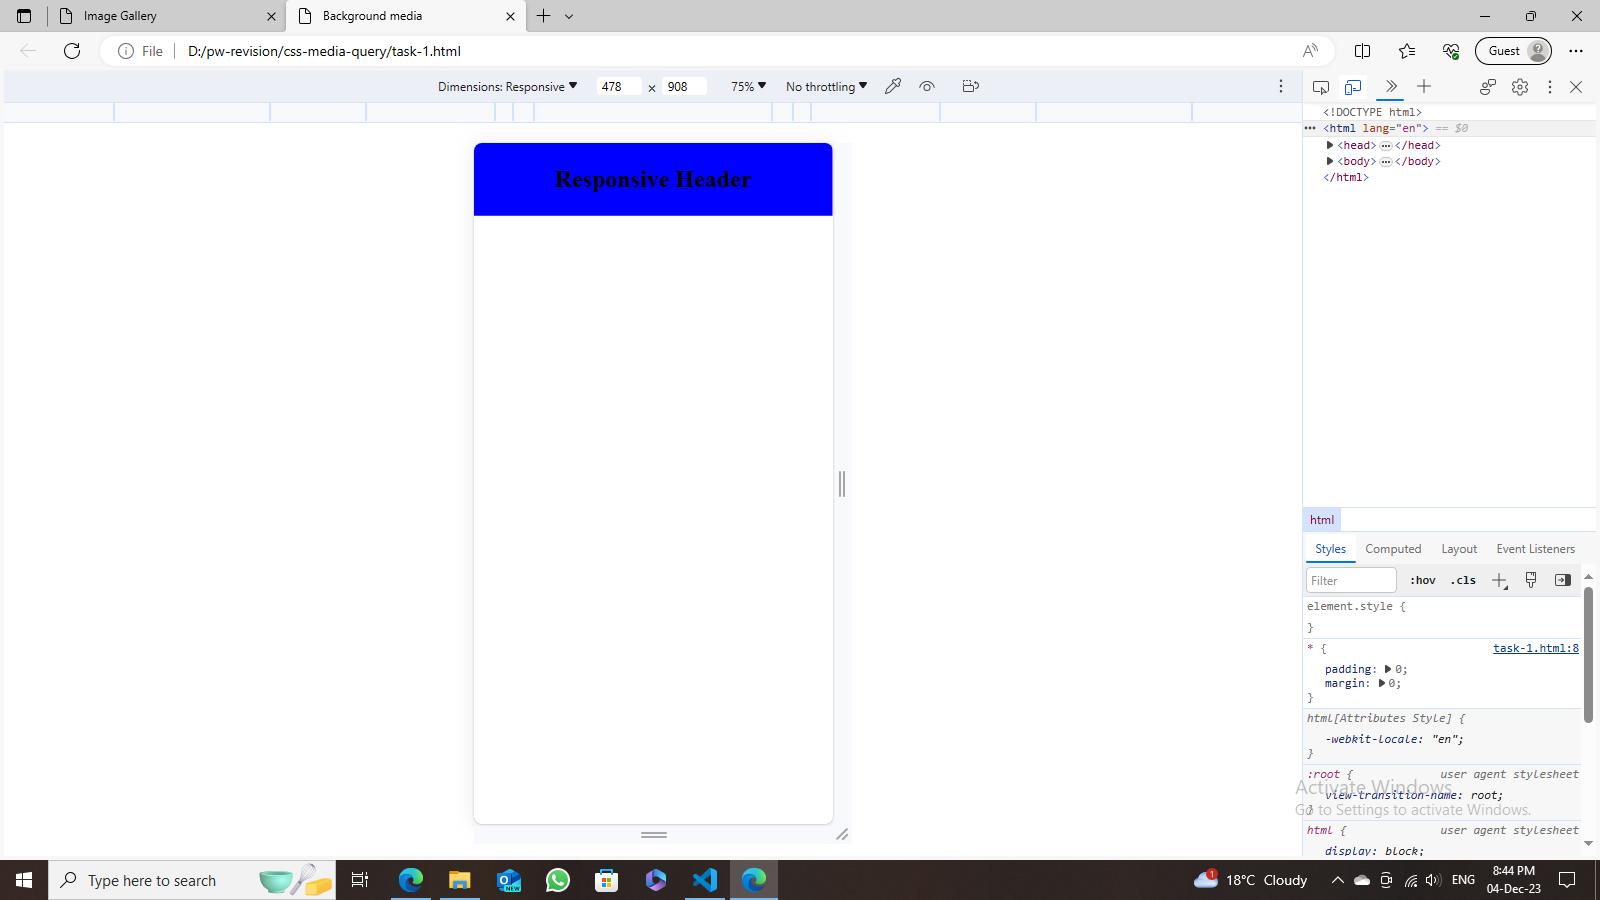 Image Gallery
Background media
File
D:/pw-revision/css-media-query/task-1.html
Guest
Dimensions: Responsive
478 × 908
75%
No throttling
<!DOCTYPE html>
<html lang="en"> == $0
<head> ••• </head>
<body> ••• </body>
</html>
Responsive Header
html
Styles Computed Layout Event Listeners
Filter :hov .cls
element.style {
}
* { task-1.html:8
padding: 0;
margin: 0;
}
html[Attributes Style] {
-webkit-locale: "en";
}
:root { user agent stylesheet
view-transition-name: root;
}
html { user agent stylesheet
display: block;
Activate Windows
Go to Settings to activate Windows.
Type here to search
NEW
1
18°C Cloudy
ENG
8:44 PM
04-Dec-23